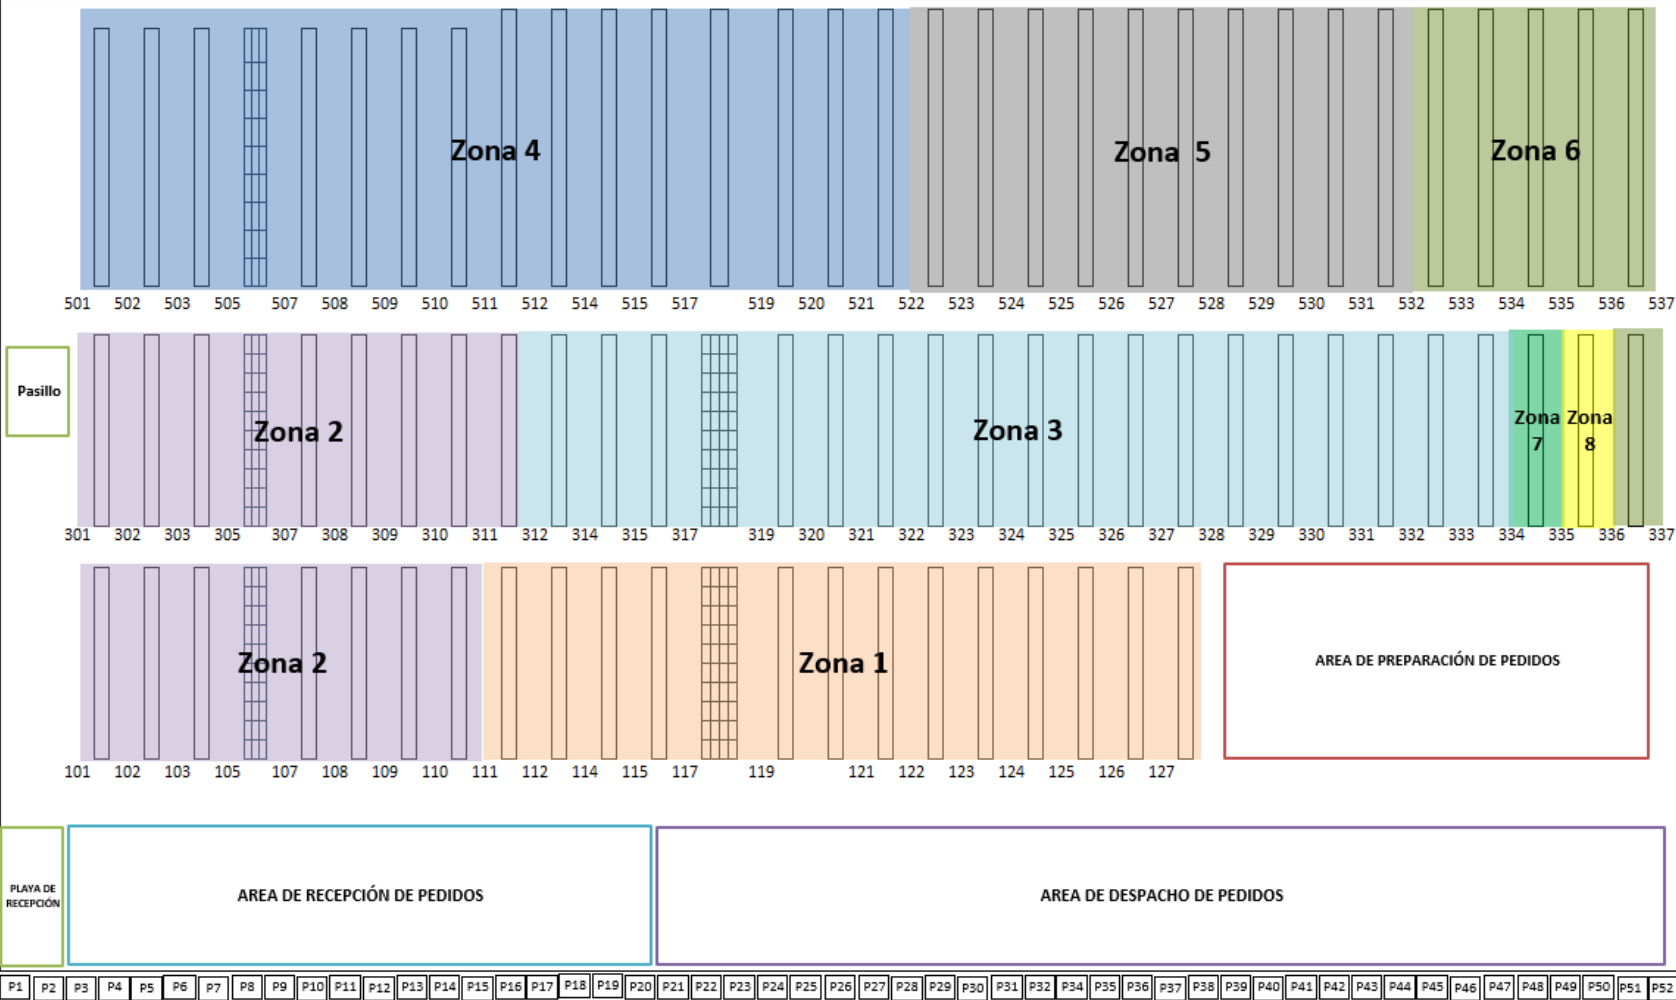 Zona 4
Zona 5
Zona 6
501 502 503 505 507 508 509 510 511 512 514 515 517 519 520 521 522 523 524 525 526 527 528 529 530 531 532 533 534 535 536 537
Pasillo
Zona 2
Zona 3
Zona
7
Zona
8
301 302 303 305 307 308 309 310 311 312 314 315 317 319 320 321 322 323 324 325 326 327 328 329 330 331 332 333 334 335 336 337
Zona 2
Zona 1
AREA DE PREPARACIÓN DE PEDIDOS
101 102 103 105 107 108 109 110 111 112 114 115 117 119 121 122 123 124 125 126 127
PLAYA DE
RECEPCIÓN
AREA DE RECEPCIÓN DE PEDIDOS
AREA DE DESPACHO DE PEDIDOS
P1 P2 P3 P4 P5 P6 P7 P8 P9 P10 P11 P12 P13 P14 P15 P16 P17 P18 P19 P20 P21 P22 P23 P24 P25 P26 P27 P28 P29 P30 P31 P32 P34 P35 P36 P37 P38 P39 P40 P41 P42 P43 P44 P45 P46 P47 P48 P49 P50 P51 P52